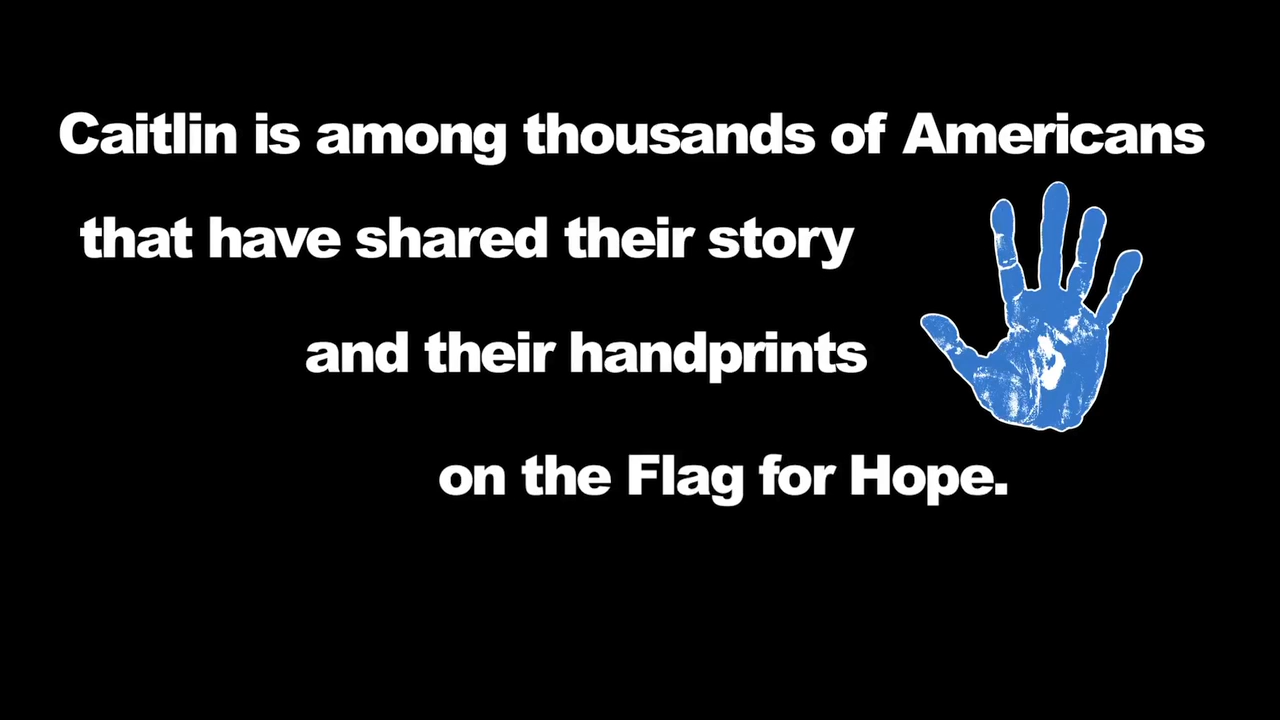 Caitlin is among thousands of Americans
that have shared their story
and their handprints
on the Flag for Hope.